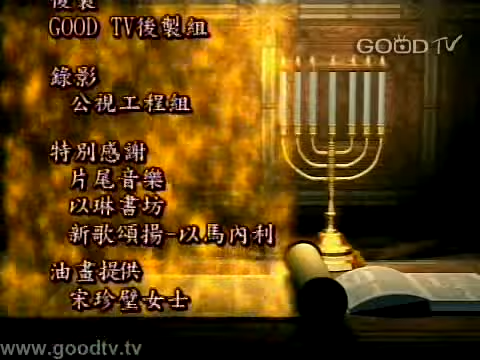 後製
GOOD TV後製組
GOOD TV
錄影
公視工程組
特別感謝
片尾音樂
以琳書坊
新歌頌揚-以馬內利
油畫提供
宋珍璧女士
www.goodtv.tv